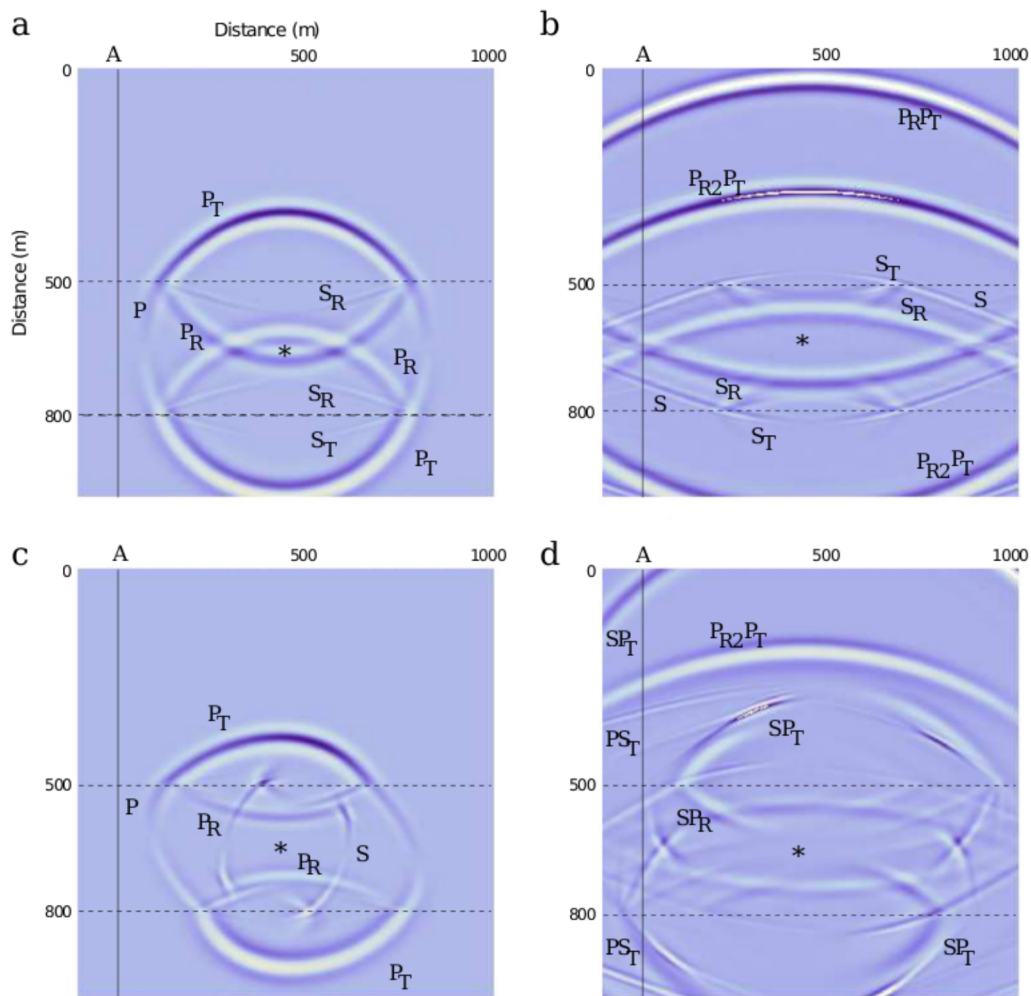 a
Distance (m)
A 500 1000
0
Distance (m)
500
800
P_T
P
S_R
P_R
*
P_R
S_R
S_T
P_T
b
A 500 1000
0
500
800
P_RP_T
P_R2P_T
S_T
S_R
S
*
S_R
S
S_T
P_R2P_T
c
A 500 1000
0
500
800
P_T
P
P_R
*
P_R
S
P_T
d
A 500 1000
0
500
800
SP_T
P_R2P_T
PS_T
SP_T
SP_R
*
PS_T
SP_T